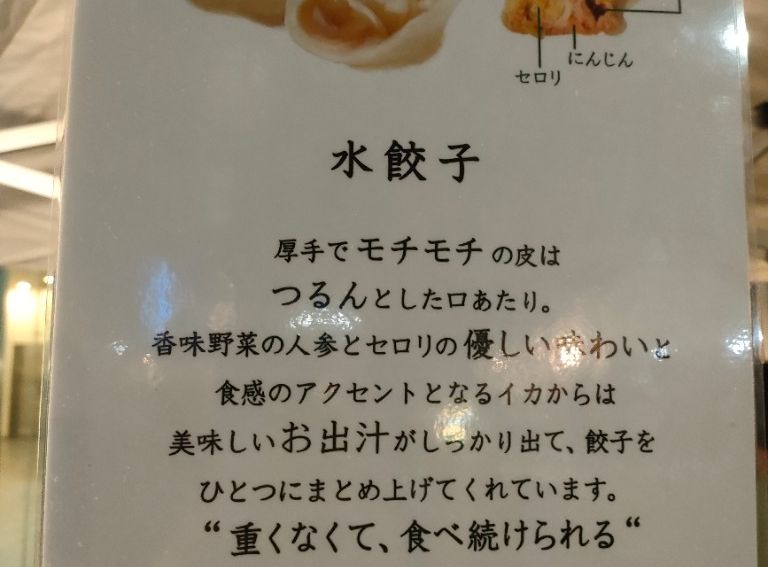 セロリ
にんじん
水餃子
厚手でモチモチの皮は
つるんとした口あたり。
香味野菜の人参とセロリの優しい味わいと
食感のアクセントとなるイカからは
美味しいお出汁がしっかり出て、餃子を
ひとつにまとめ上げてくれています。
“重くなくて、食べ続けられる“